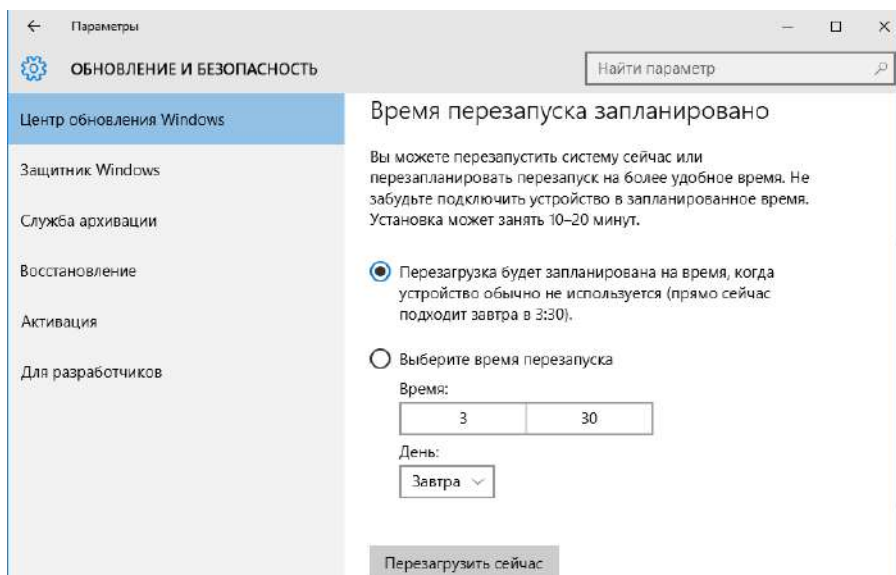 Параметры
ОБНОВЛЕНИЕ И БЕЗОПАСНОСТЬ
Найти параметр
Центр обновления Windows
Защитник Windows
Служба архивации
Восстановление
Активация
Для разработчиков
Время перезапуска запланировано
Вы можете перезапустить систему сейчас или
перезапланировать перезапуск на более удобное время. Не
забудьте подключить устройство в запланированное время.
Установка может занять 10–20 минут.
Перезагрузка будет запланирована на время, когда
устройство обычно не используется (прямо сейчас
подходит завтра в 3:30).
Выберите время перезапуска
Время:
3 30
День:
Завтра
Перезагрузить сейчас